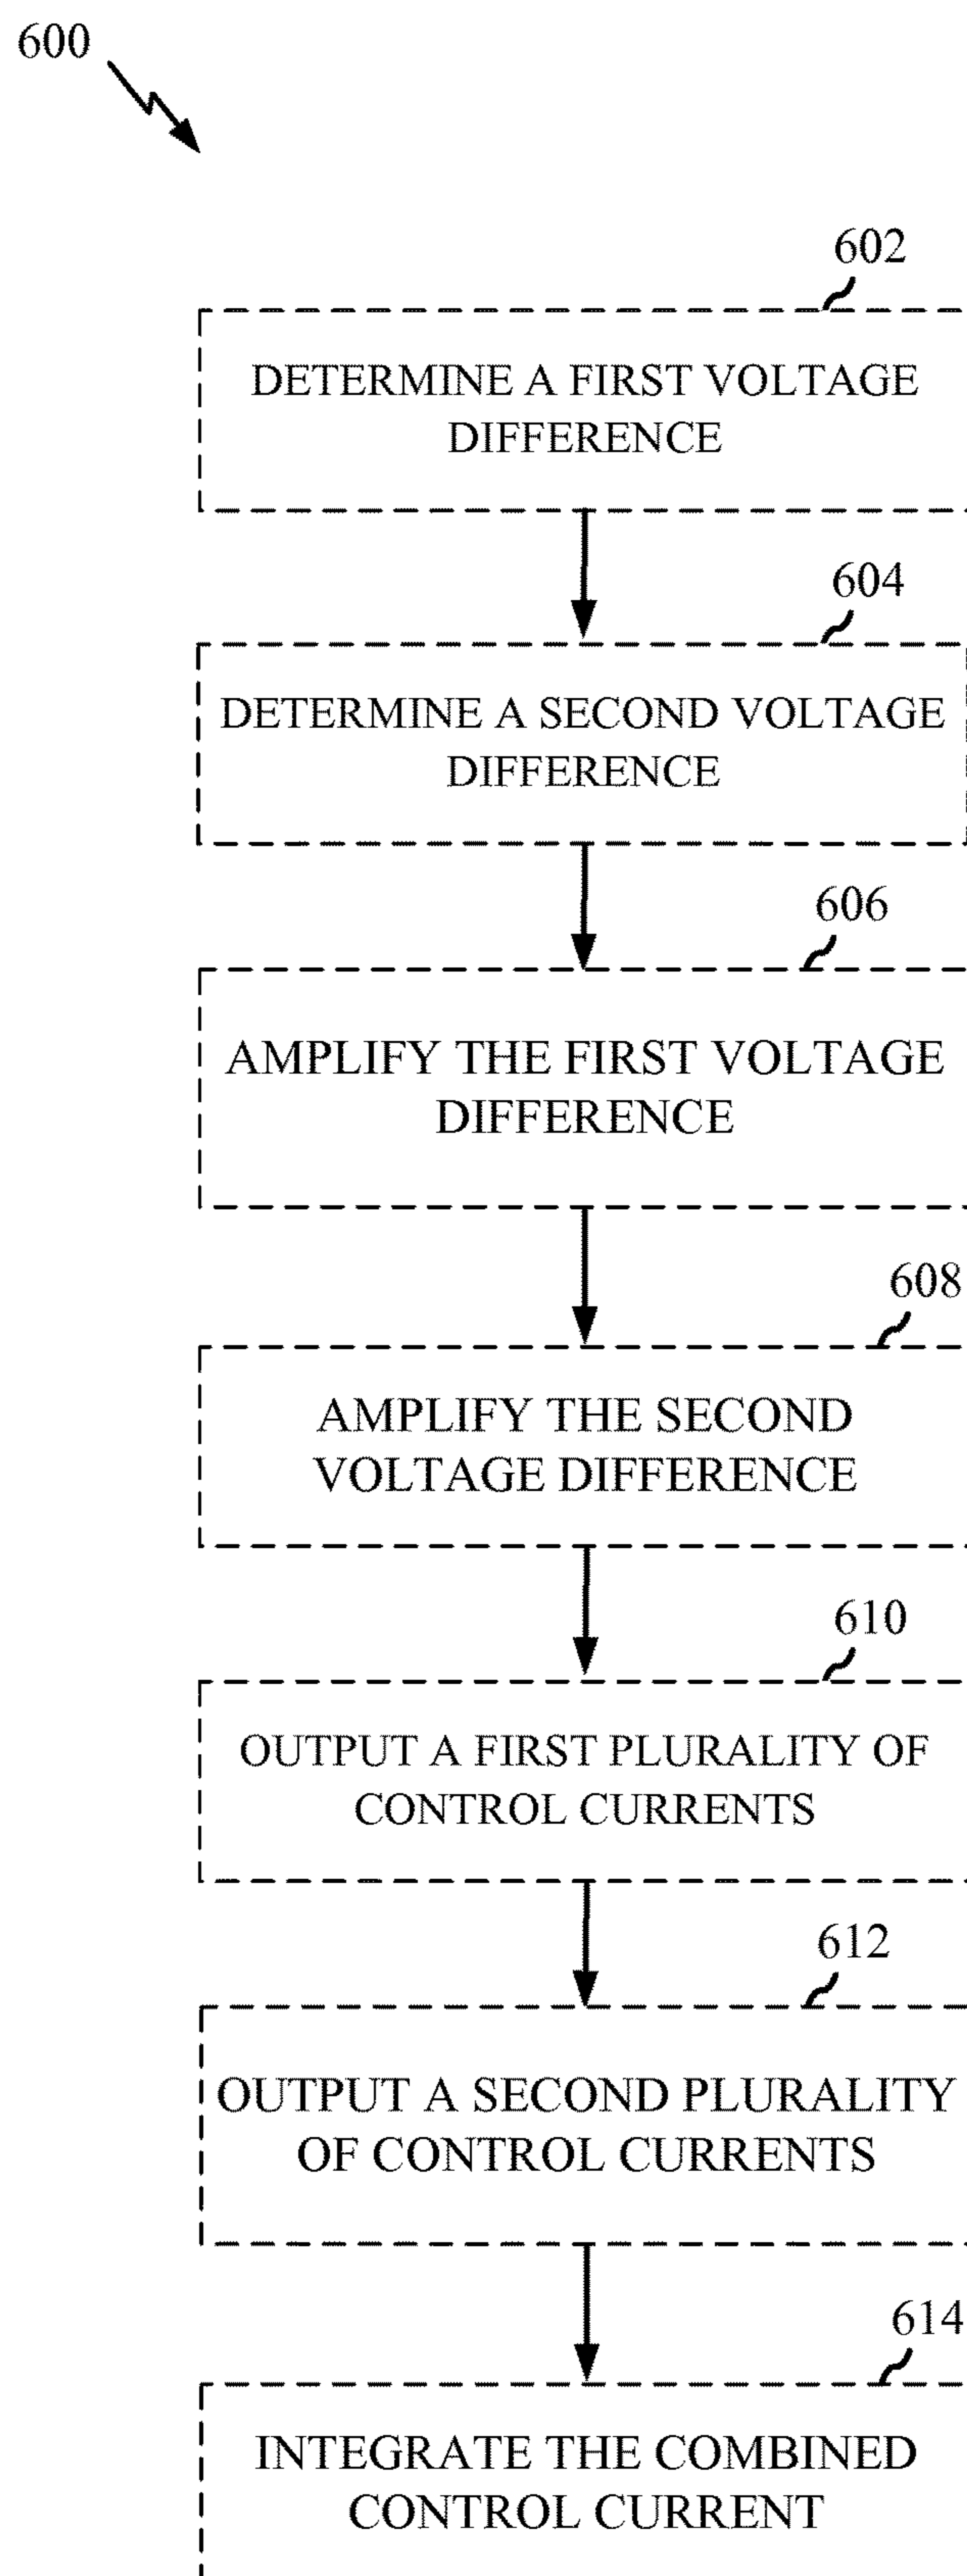 600
602
DETERMINE A FIRST VOLTAGE
DIFFERENCE
604
DETERMINE A SECOND VOLTAGE
DIFFERENCE
606
AMPLIFY THE FIRST VOLTAGE
DIFFERENCE
608
AMPLIFY THE SECOND
VOLTAGE DIFFERENCE
610
OUTPUT A FIRST PLURALITY OF
CONTROL CURRENTS
612
OUTPUT A SECOND PLURALITY
OF CONTROL CURRENTS
614
INTEGRATE THE COMBINED
CONTROL CURRENT